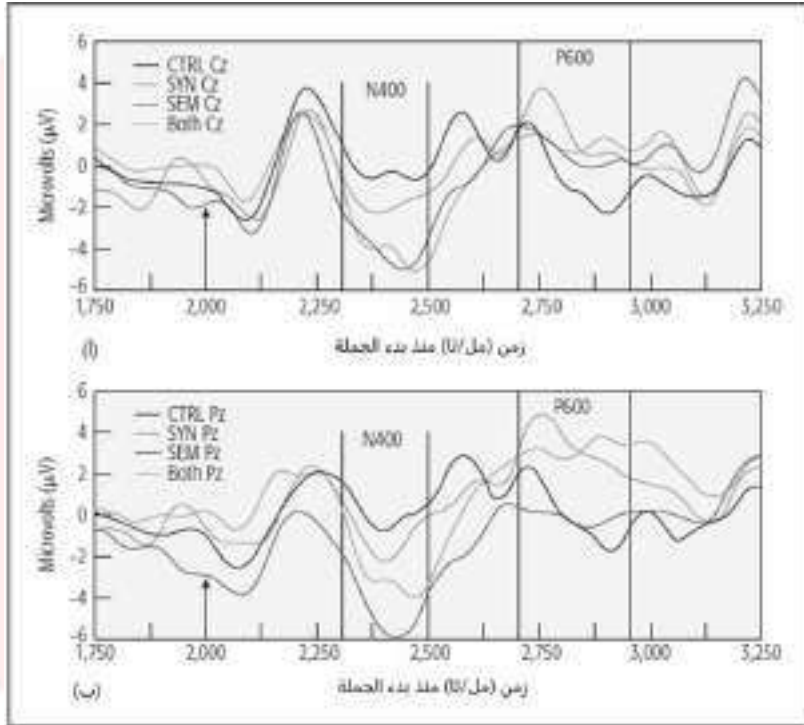 6
4
2
0
-2
-4
-6
Microvolts (µV)
CTRL Cz
SYN Cz
SEM Cz
Both Cz
N400
P600
1,750 2,000 2,250 2,500 2,750 3,000 3,250
زمن (مل/ثا) منذ بدء الجملة
(أ)
6
4
2
0
-2
-4
-6
Microvolts (µV)
CTRL Pz
SYN Pz
SEM Pz
Both Pz
N400
P600
1,750 2,000 2,250 2,500 2,750 3,000 3,250
زمن (مل/ثا) منذ بدء الجملة
(ب)